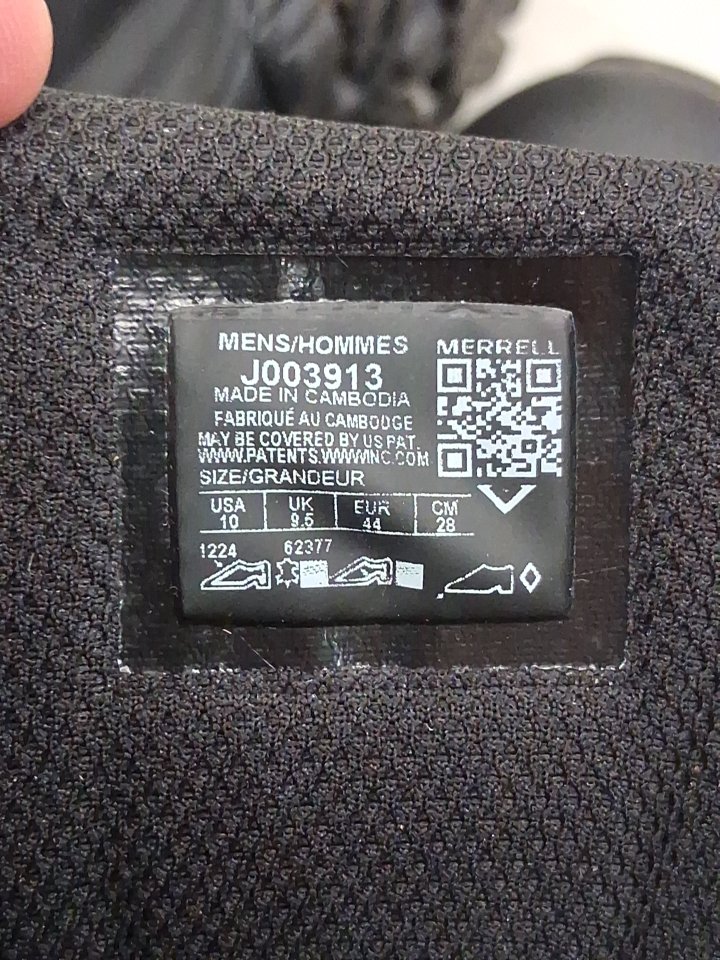 MENS/HOMMES
MERRELL
J003913
MADE IN CAMBODIA
FABRIQUÉ AU CAMBODGE
MAY BE COVERED BY US PAT.
WWW.PATENTS.WWWINC.COM
SIZE/GRANDEUR
USA UK EUR CM
10 9.5 44 28
1224 62377